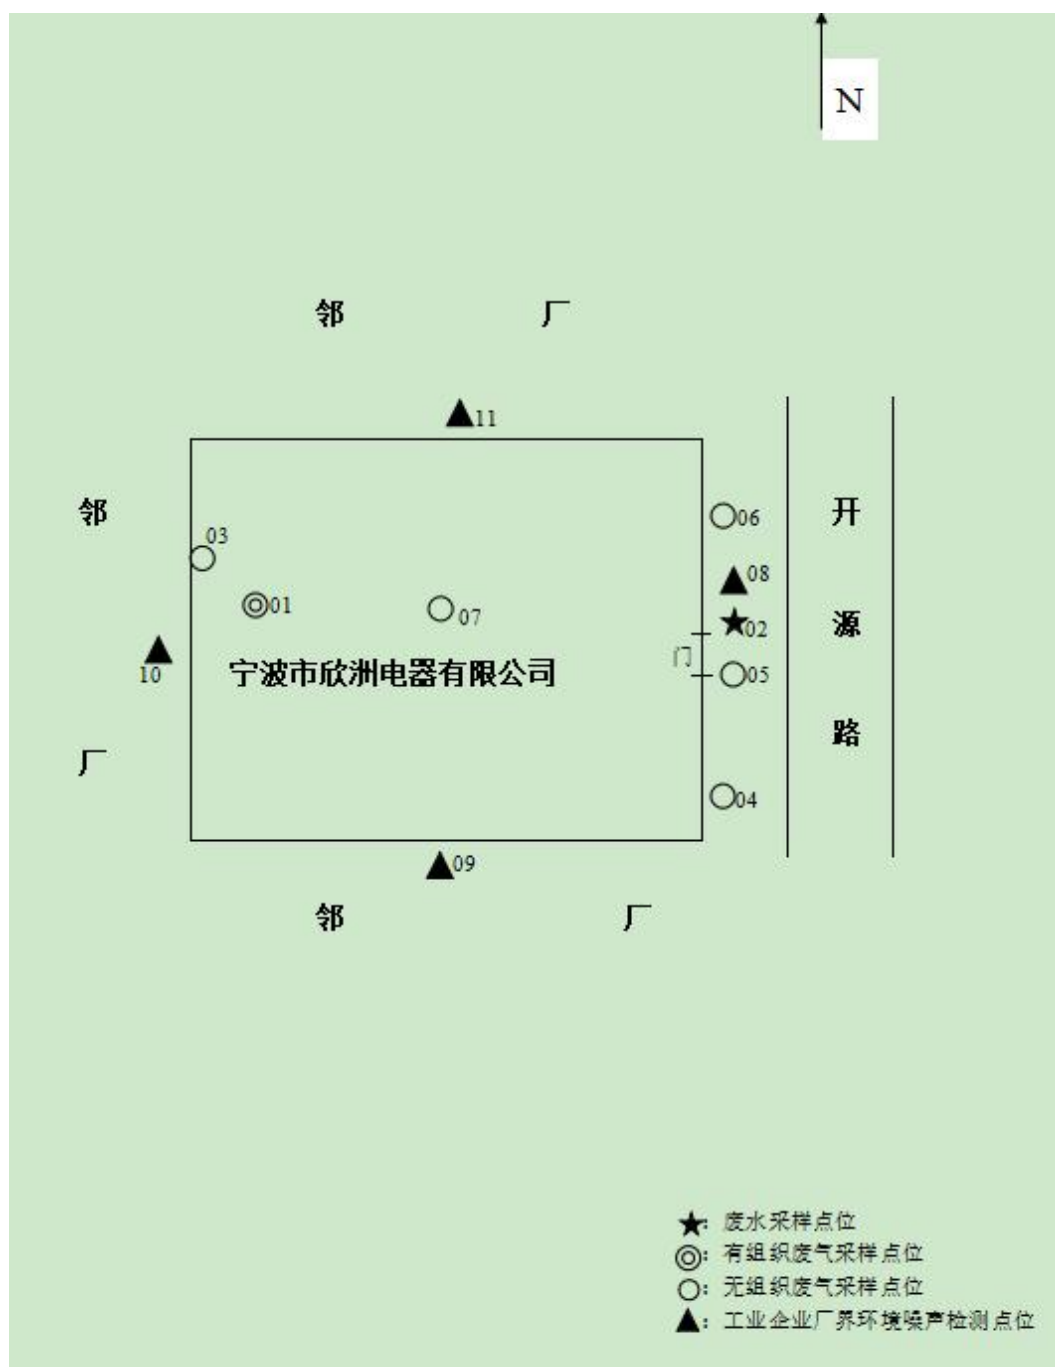 N
邻 厂
11
邻
开
06
03
08
01
07
02
源
门
10
宁波市欣洲电器有限公司
05
路
厂
04
09
邻 厂
★：废水采样点位
◎：有组织废气采样点位
○：无组织废气采样点位
▲：工业企业厂界环境噪声检测点位